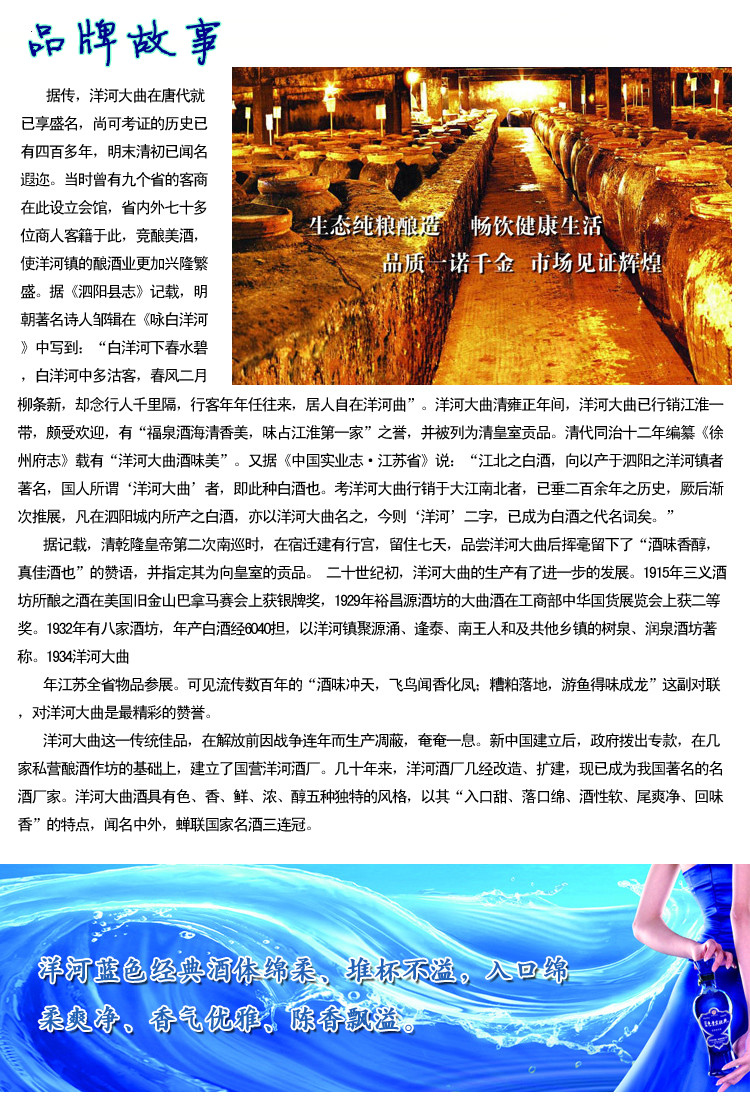 品牌故事
据传，洋河大曲在唐代就
已享盛名，尚可考证的历史已
有四百多年，明末清初已闻名
遐迩。当时曾有九个省的客商
在此设立会馆，省内外七十多
位商人客籍于此，竞酿美酒，
使洋河镇的酿酒业更加兴隆繁
盛。据《泗阳县志》记载，明
朝著名诗人邹辑在《咏白洋河
》中写到：“白洋河下春水碧
，白洋河中多沽客，春风二月
生态纯粮酿造 畅饮健康生活
品质一诺千金 市场见证辉煌
柳条新，却念行人千里隔，行客年年任往来，居人自在洋河曲”。洋河大曲清雍正年间，洋河大曲已行销江淮一
带，颇受欢迎，有“福泉酒海清香美，味占江淮第一家”之誉，并被列为清皇室贡品。清代同治十二年编纂《徐
州府志》载有“洋河大曲酒味美”。又据《中国实业志·江苏省》说：“江北之白酒，向以产于泗阳之洋河镇者
著名，国人所谓‘洋河大曲’者，即此种白酒也。考洋河大曲行销于大江南北者，已垂二百余年之历史，厥后渐
次推展，凡在泗阳城内所产之白酒，亦以洋河大曲名之，今则‘洋河’二字，已成为白酒之代名词矣。”
据记载，清乾隆皇帝第二次南巡时，在宿迁建有行宫，留住七天，品尝洋河大曲后挥毫留下了“酒味香醇，
真佳酒也”的赞语，并指定其为向皇室的贡品。 二十世纪初，洋河大曲的生产有了进一步的发展。1915年三义酒
坊所酿之酒在美国旧金山巴拿马赛会上获银牌奖，1929年裕昌源酒坊的大曲酒在工商部中华国货展览会上获二等
奖。1932年有八家酒坊，年产白酒经6040担，以洋河镇聚源涌、逢泰、南王人和及共他乡镇的树泉、润泉酒坊著
称。1934洋河大曲
年江苏全省物品参展。可见流传数百年的“酒味冲天，飞鸟闻香化凤；糟粕落地，游鱼得味成龙”这副对联
，对洋河大曲是最精彩的赞誉。
洋河大曲这一传统佳品，在解放前因战争连年而生产凋蔽，奄奄一息。新中国建立后，政府拨出专款，在几
家私营酿酒作坊的基础上，建立了国营洋河酒厂。几十年来，洋河酒厂几经改造、扩建，现已成为我国著名的名
酒厂家。洋河大曲酒具有色、香、鲜、浓、醇五种独特的风格，以其“入口甜、落口绵、酒性软、尾爽净、回味
香”的特点，闻名中外，蝉联国家名酒三连冠。
洋河蓝色经典酒体绵柔、堆杯不溢，入口绵
柔爽净、香气优雅、陈香飘溢。